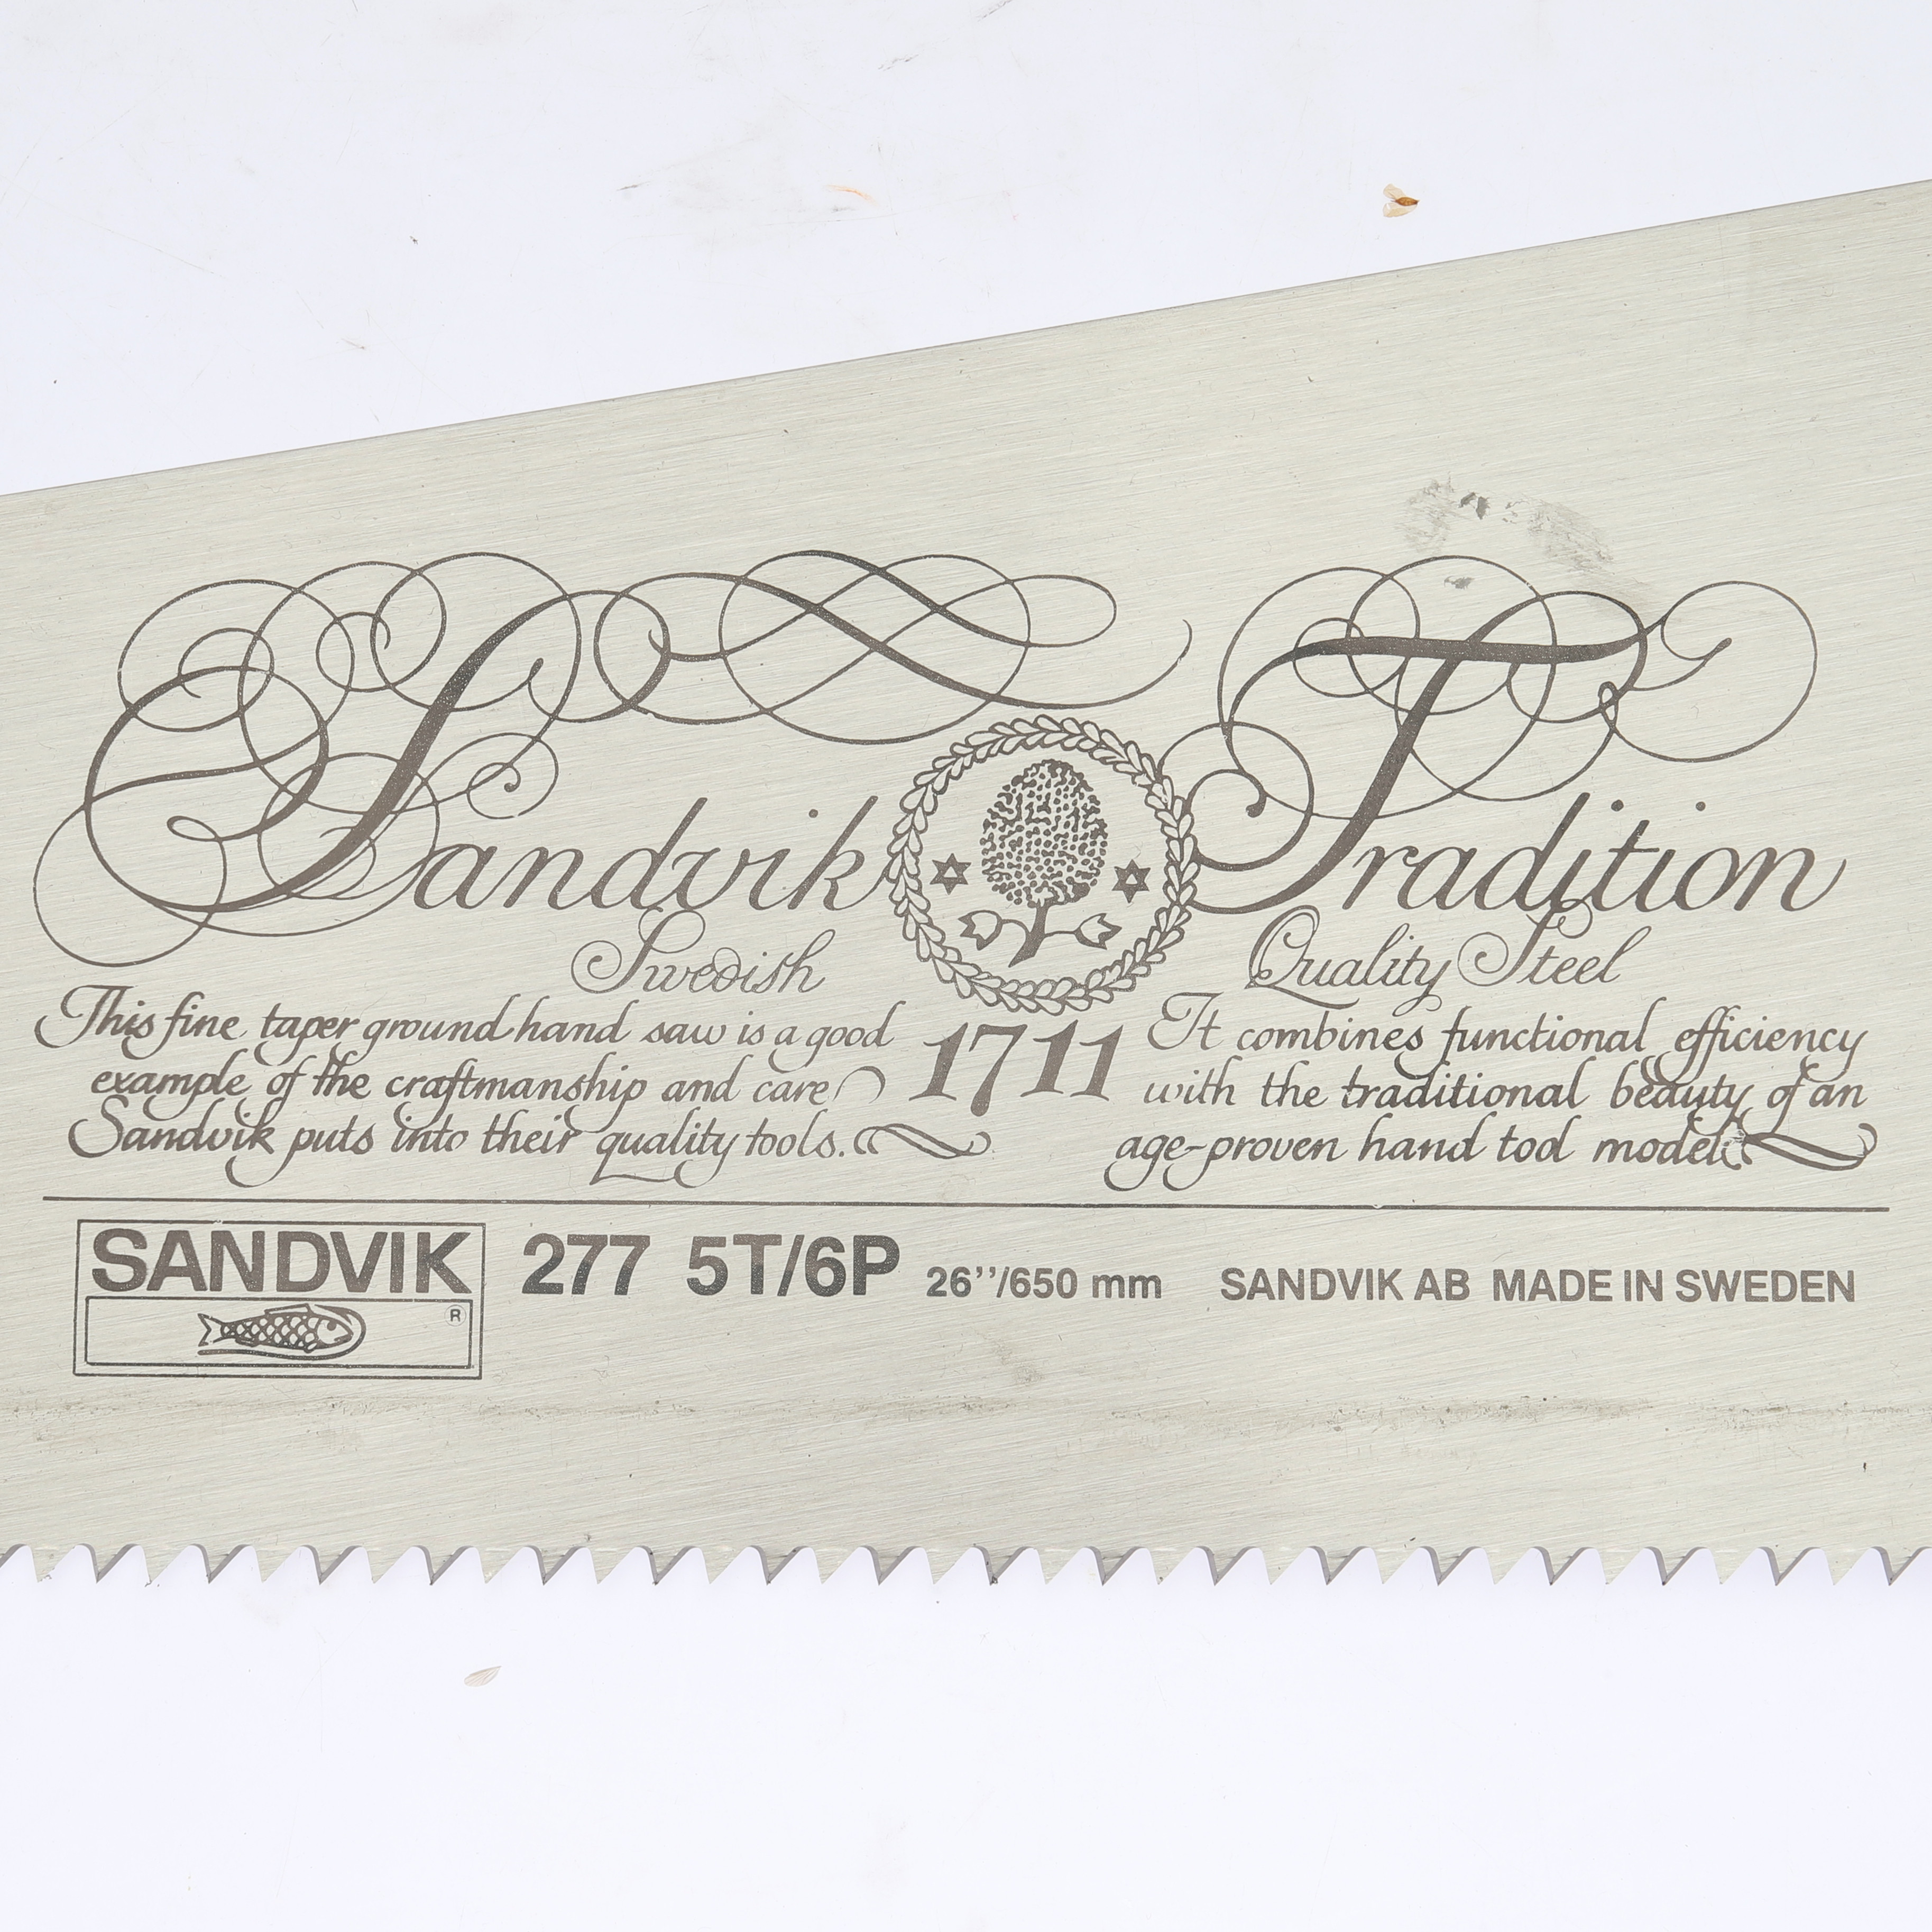 Sandvik Tradition
Swedish Quality Steel
This fine taper ground hand saw is a good
example of the craftmanship and care
Sandvik puts into their quality tools.
1711
It combines functional efficiency
with the traditional beauty of an
age-proven hand tool model.
SANDVIK
®
277 5T/6P 26’’/650 mm SANDVIK AB MADE IN SWEDEN